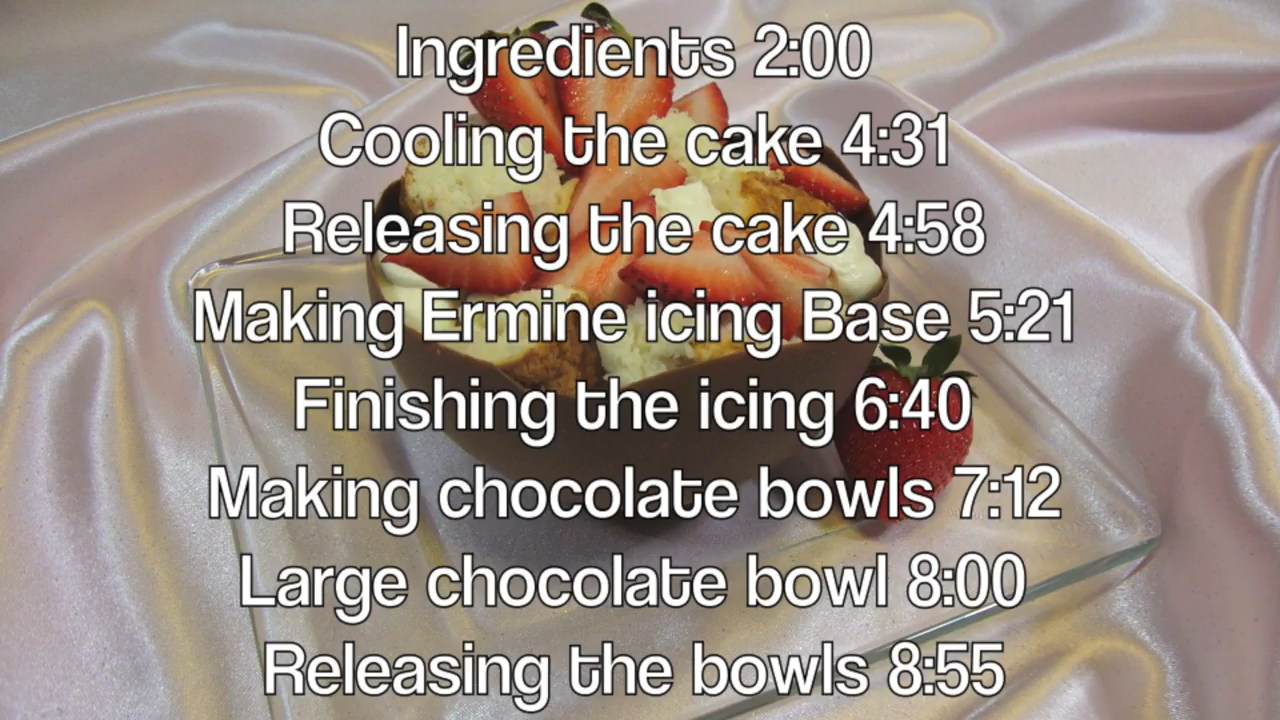 Ingredients 2:00
Cooling the cake 4:31
Releasing the cake 4:58
Making Ermine icing Base 5:21
Finishing the icing 6:40
Making chocolate bowls 7:12
Large chocolate bowl 8:00
Releasing the bowls 8:55